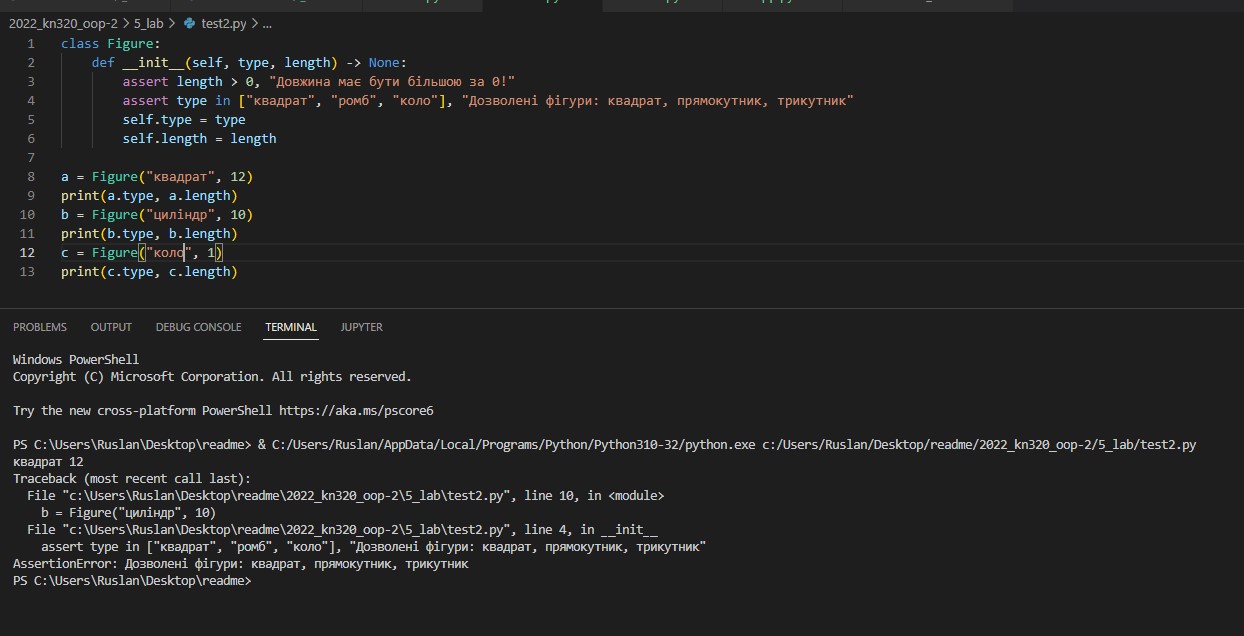 2022_kn320_oop-2 > 5_lab > test2.py > ...
1 class Figure:
2 def __init__(self, type, length) -> None:
3 assert length > 0, "Довжина має бути більшою за 0!"
4 assert type in ["квадрат", "ромб", "коло"], "Дозволені фігури: квадрат, прямокутник, трикутник"
5 self.type = type
6 self.length = length
7
8 a = Figure("квадрат", 12)
9 print(a.type, a.length)
10 b = Figure("циліндр", 10)
11 print(b.type, b.length)
12 c = Figure("коло", 1)
13 print(c.type, c.length)
PROBLEMS OUTPUT DEBUG CONSOLE TERMINAL JUPYTER
Windows PowerShell
Copyright (C) Microsoft Corporation. All rights reserved.
Try the new cross-platform PowerShell https://aka.ms/pscore6
PS C:\Users\Ruslan\Desktop\readme> & C:/Users/Ruslan/AppData/Local/Programs/Python/Python310-32/python.exe c:/Users/Ruslan/Desktop/readme/2022_kn320_oop-2/5_lab/test2.py
квадрат 12
Traceback (most recent call last):
File "c:\Users\Ruslan\Desktop\readme\2022_kn320_oop-2\5_lab\test2.py", line 10, in <module>
b = Figure("циліндр", 10)
File "c:\Users\Ruslan\Desktop\readme\2022_kn320_oop-2\5_lab\test2.py", line 4, in __init__
assert type in ["квадрат", "ромб", "коло"], "Дозволені фігури: квадрат, прямокутник, трикутник"
AssertionError: Дозволені фігури: квадрат, прямокутник, трикутник
PS C:\Users\Ruslan\Desktop\readme>